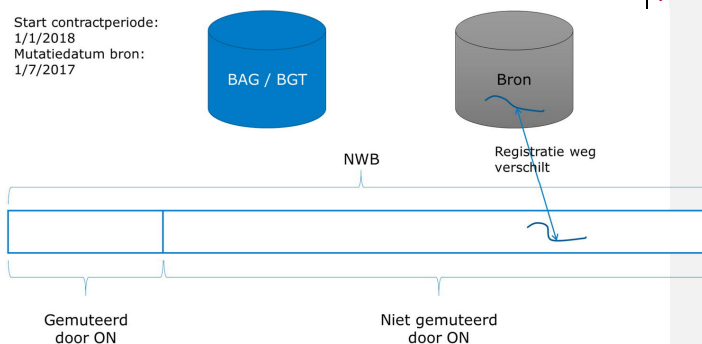 Start contractperiode:
1/1/2018
Mutatiedatum bron:
1/7/2017
BAG / BGT
Bron
Registratie weg
verschilt
NWB
Gemuteerd
door ON
Niet gemuteerd
door ON